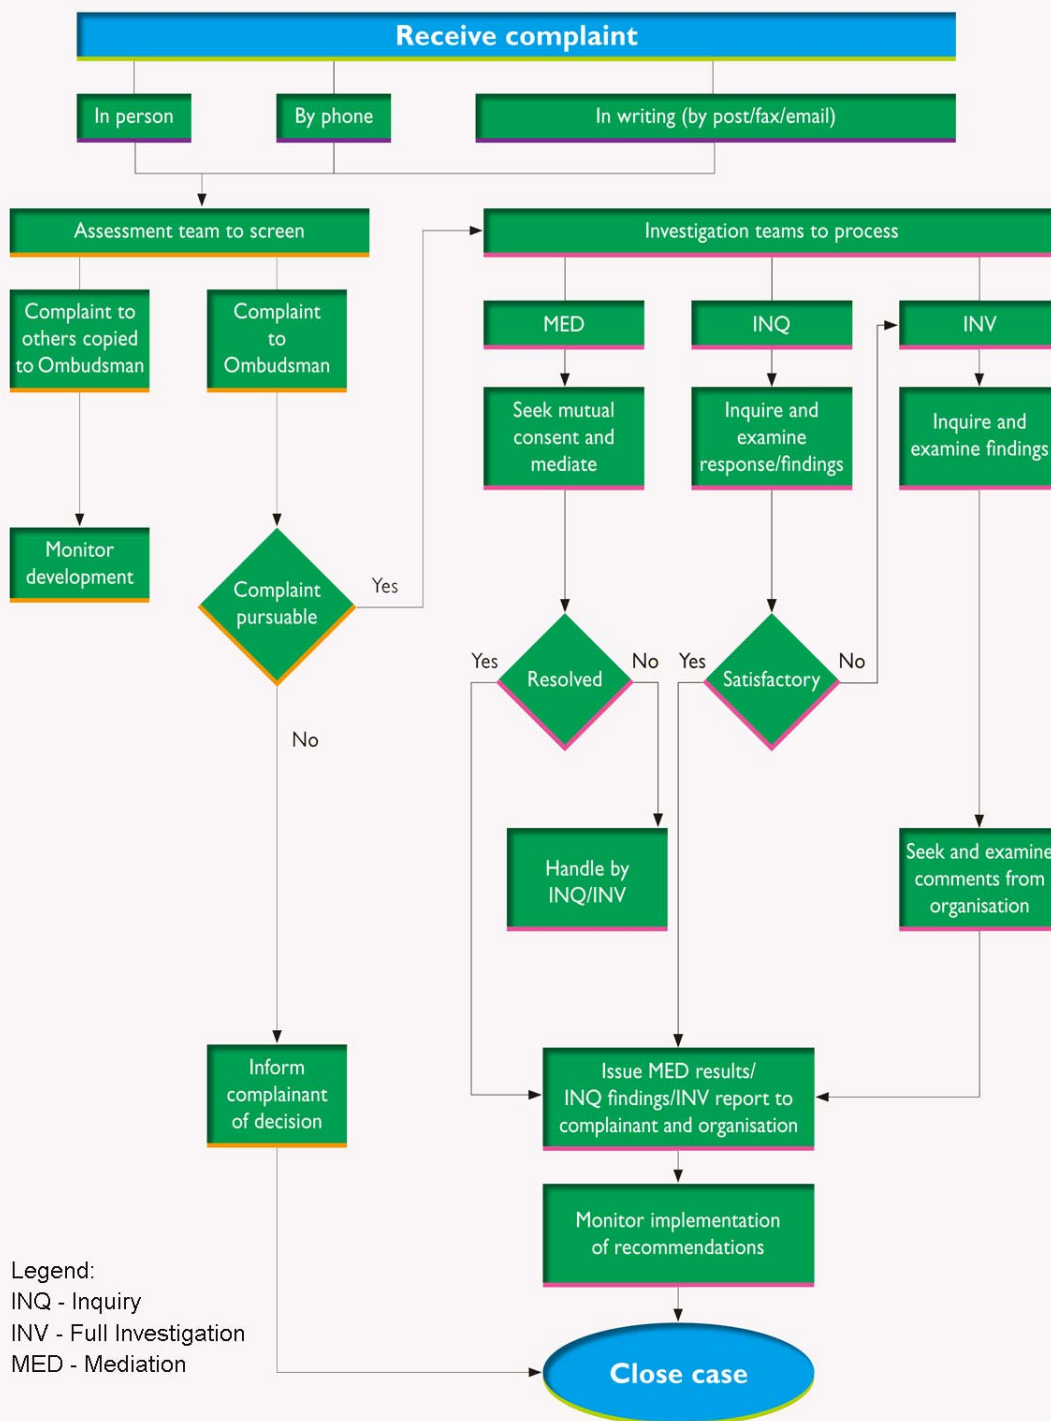 Receive complaint
In person
By phone
In writing (by post/fax/email)
Assessment team to screen
Investigation teams to process
Complaint to
others copied
to Ombudsman
Complaint
to
Ombudsman
MED
INQ
INV
Seek mutual
consent and
mediate
Inquire and
examine
response/findings
Inquire and
examine findings
Monitor
development
Complaint
pursuable
Yes
No
Yes
Resolved
No
Yes
Satisfactory
No
Handle by
INQ/INV
Seek and examine
comments from
organisation
Inform
complainant
of decision
Issue MED results/
INQ findings/INV report to
complainant and organisation
Monitor implementation
of recommendations
Close case
Legend:
INQ - Inquiry
INV - Full Investigation
MED - Mediation